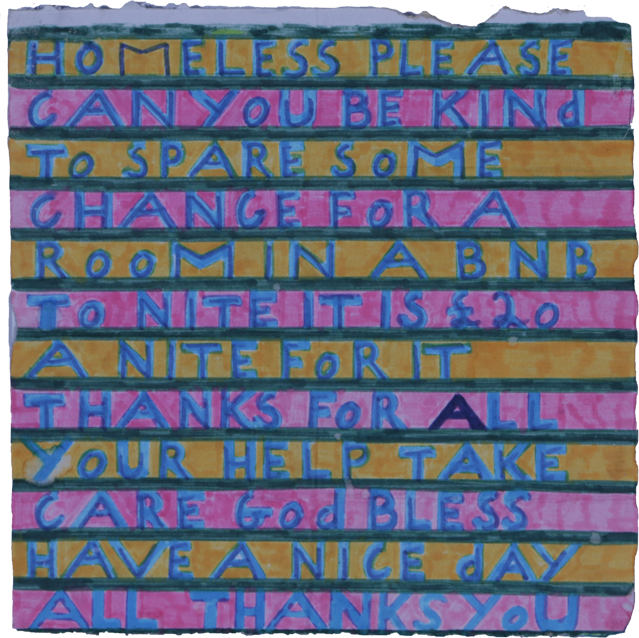 HOMELESS PLEASE
CAN YOU BE KINd
To SPARE SoME
CHANGE FoR A
RooM IN A BNB
To NITE IT IS £20
A NITE FoR IT
THANKS FoR ALL
YOUR HELP TAKE
CARE God BLESS
HAVE A NICE dAY
ALL THANKS YoU